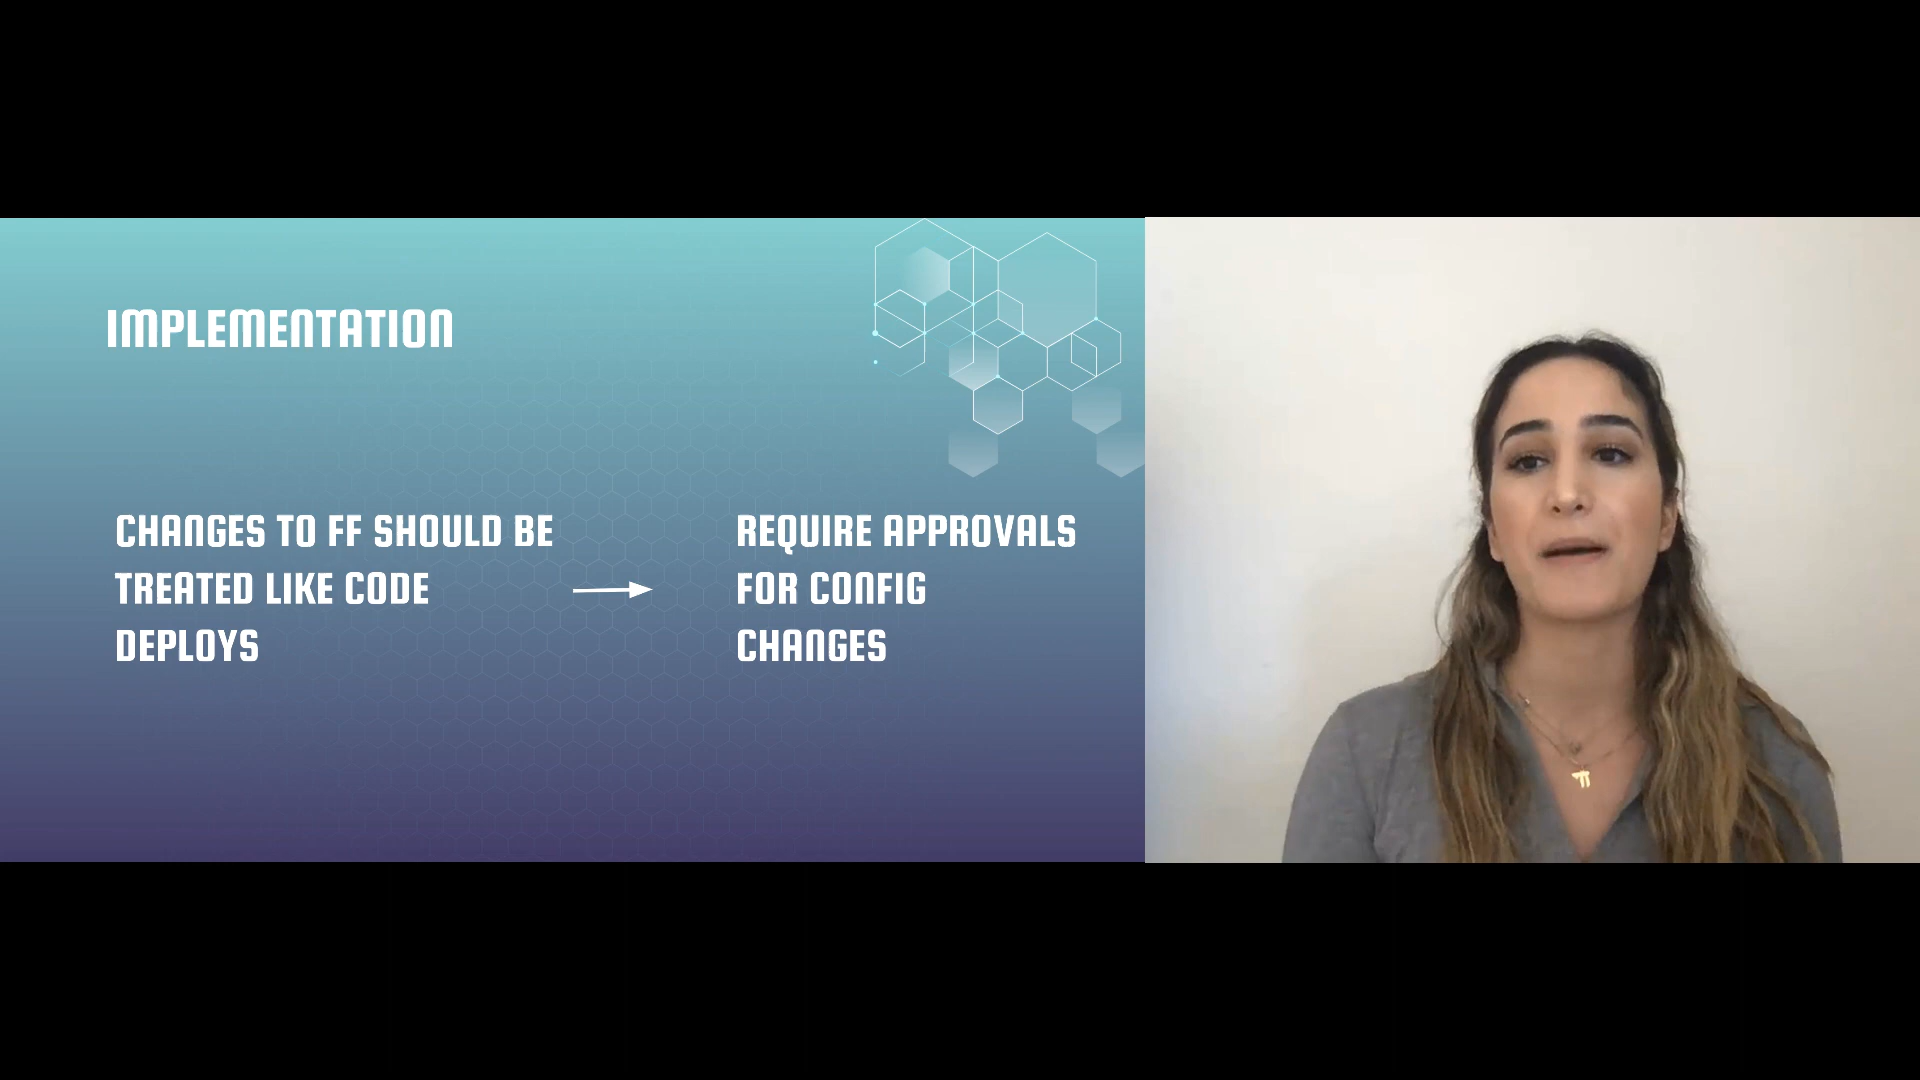 IMPLEMENTATION
CHANGES TO FF SHOULD BE
TREATED LIKE CODE
DEPLOYS
REQUIRE APPROVALS
FOR CONFIG
CHANGES